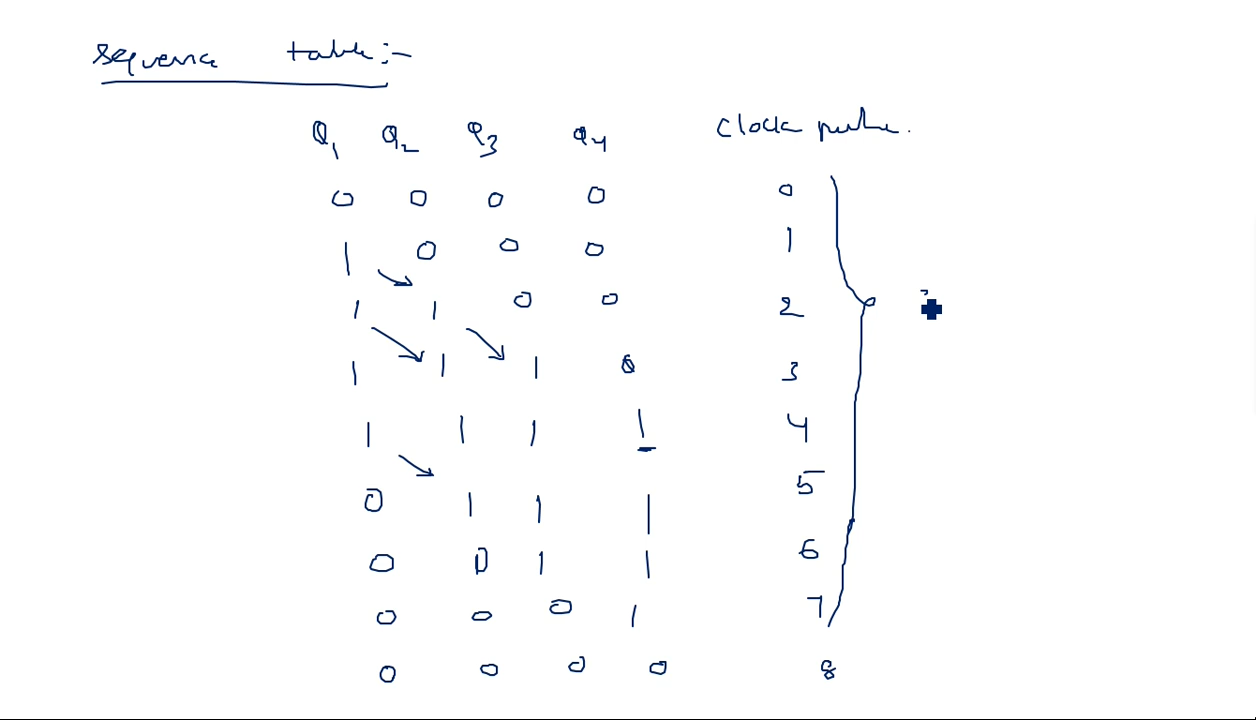 sequence table:-
Q1 Q2 Q3 Q4 Clock pulse.
0 0 0 0 0
1 0 0 0 1
1 1 0 0 2
1 1 1 0 3
1 1 1 1 4
0 1 1 1 5
0 0 1 1 6
0 0 0 1 7
0 0 0 0 8